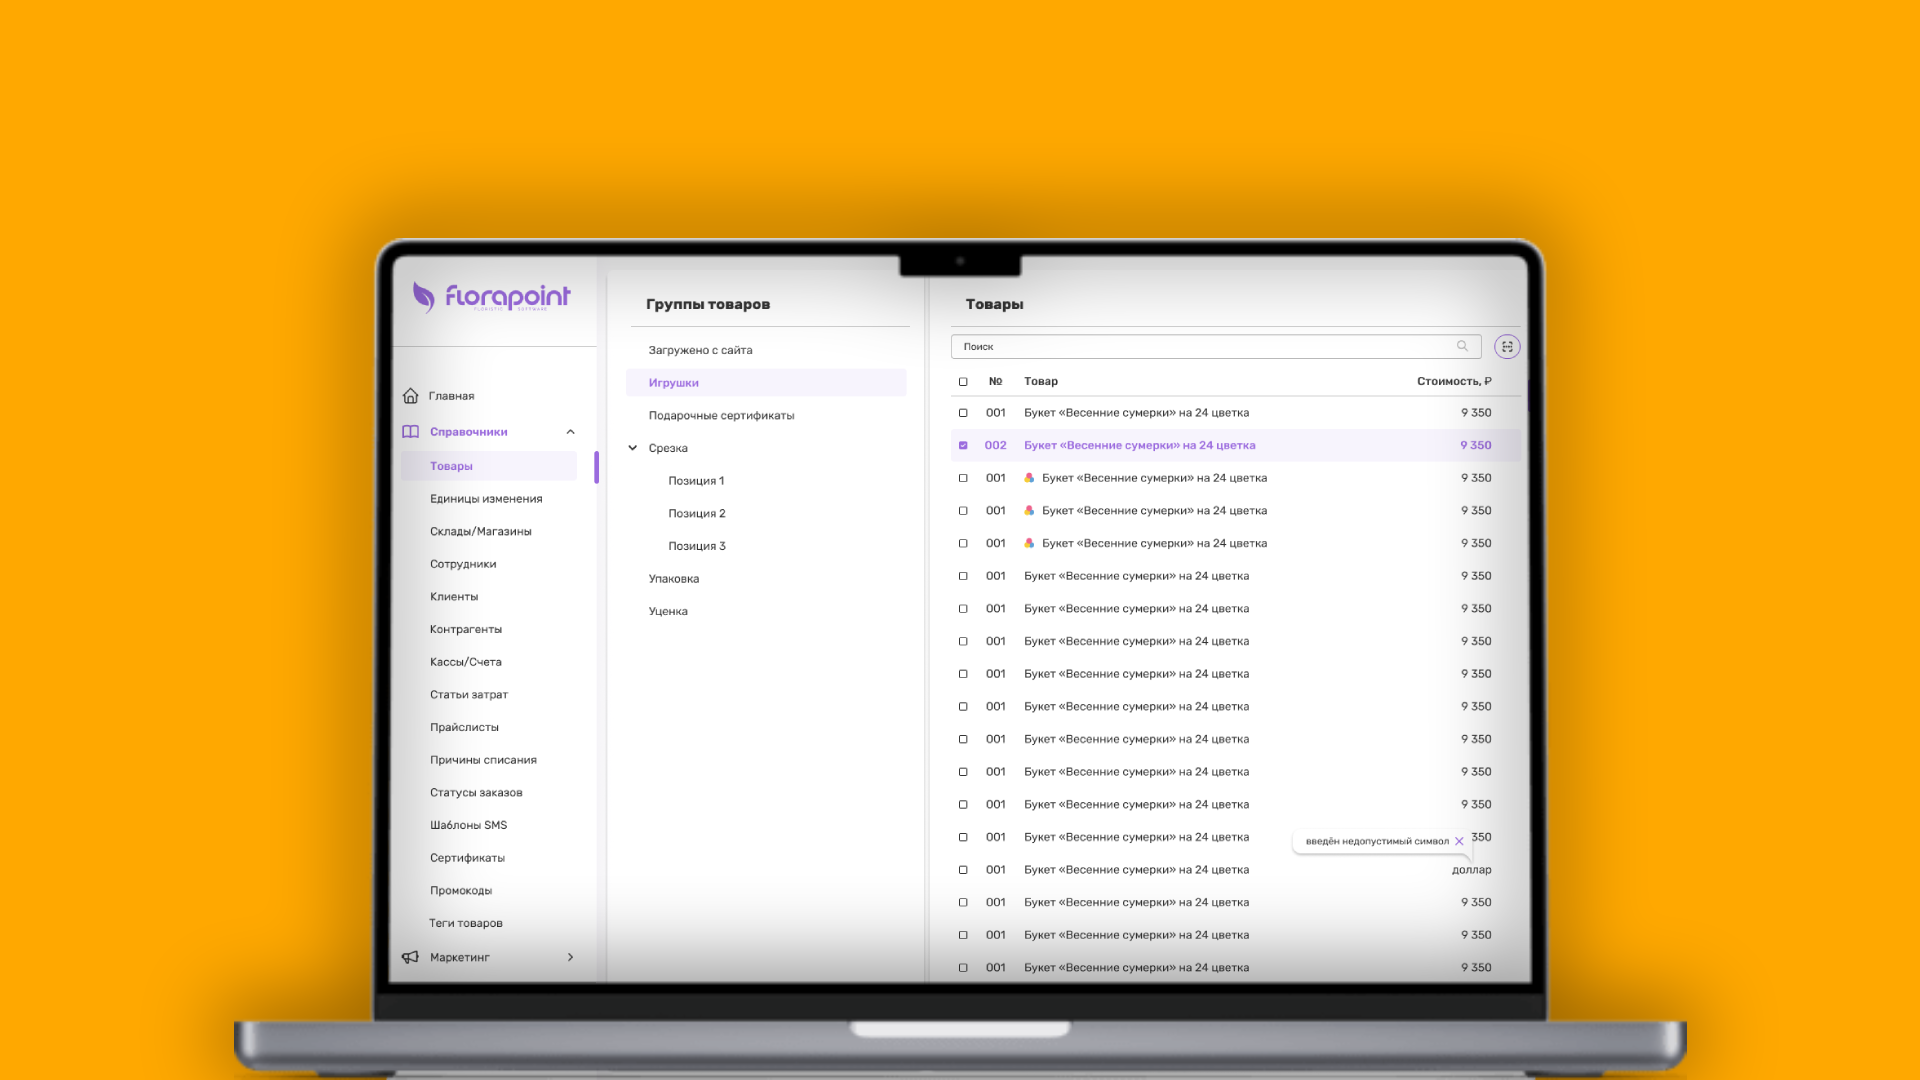 florapoint
FLORISTIC SOFTWARE
Главная
Справочники
Товары
Единицы изменения
Склады/Магазины
Сотрудники
Клиенты
Контрагенты
Кассы/Счета
Статьи затрат
Прайслисты
Причины списания
Статусы заказов
Шаблоны SMS
Сертификаты
Промокоды
Теги товаров
Маркетинг
Группы товаров
Загружено с сайта
Игрушки
Подарочные сертификаты
Срезка
Позиция 1
Позиция 2
Позиция 3
Упаковка
Уценка
Товары
Поиск
№ Товар Стоимость, ₽
001 Букет «Весенние сумерки» на 24 цветка 9 350
002 Букет «Весенние сумерки» на 24 цветка 9 350
001 Букет «Весенние сумерки» на 24 цветка 9 350
001 Букет «Весенние сумерки» на 24 цветка 9 350
001 Букет «Весенние сумерки» на 24 цветка 9 350
001 Букет «Весенние сумерки» на 24 цветка 9 350
001 Букет «Весенние сумерки» на 24 цветка 9 350
001 Букет «Весенние сумерки» на 24 цветка 9 350
001 Букет «Весенние сумерки» на 24 цветка 9 350
001 Букет «Весенние сумерки» на 24 цветка 9 350
001 Букет «Весенние сумерки» на 24 цветка 9 350
001 Букет «Весенние сумерки» на 24 цветка 9 350
001 Букет «Весенние сумерки» на 24 цветка 9 350
001 Букет «Весенние сумерки» на 24 цветка 350
введён недопустимый символ
001 Букет «Весенние сумерки» на 24 цветка доллар
001 Букет «Весенние сумерки» на 24 цветка 9 350
001 Букет «Весенние сумерки» на 24 цветка 9 350
001 Букет «Весенние сумерки» на 24 цветка 9 350